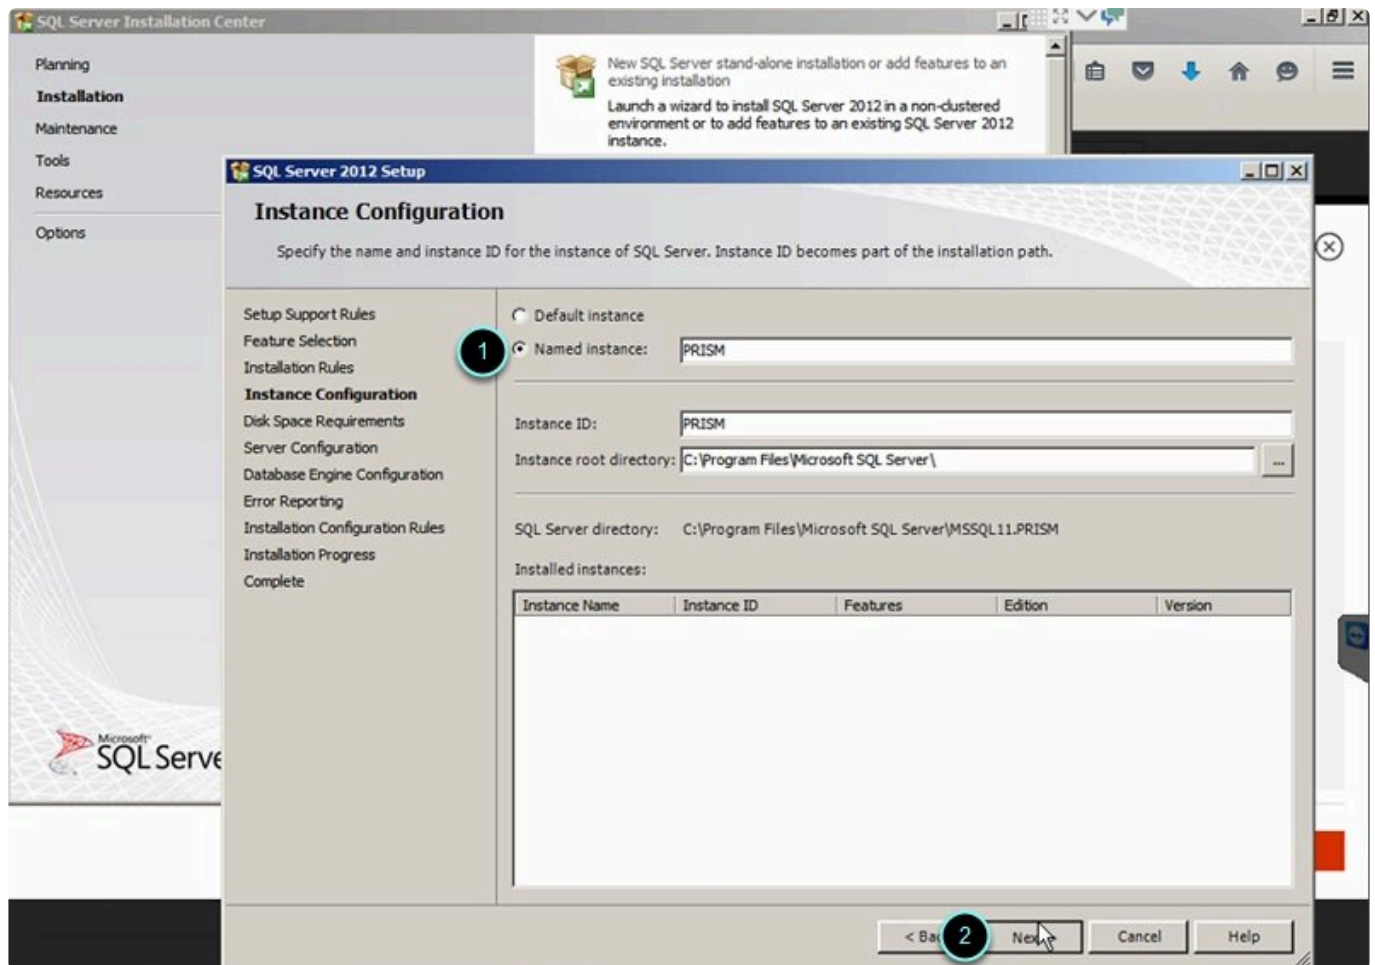 SQL Server Installation Center
Planning
Installation
Maintenance
Tools
Resources
Options
New SQL Server stand-alone installation or add features to an
existing installation
Launch a wizard to install SQL Server 2012 in a non-clustered
environment or to add features to an existing SQL Server 2012
instance.
SQL Server 2012 Setup
Instance Configuration
Specify the name and instance ID for the instance of SQL Server. Instance ID becomes part of the installation path.
Setup Support Rules
Feature Selection
Installation Rules
Instance Configuration
Disk Space Requirements
Server Configuration
Database Engine Configuration
Error Reporting
Installation Configuration Rules
Installation Progress
Complete
Default instance
1
Named instance: PRISM
Instance ID: PRISM
Instance root directory: C:\Program Files\Microsoft SQL Server\ ...
SQL Server directory: C:\Program Files\Microsoft SQL Server\MSSQL11.PRISM
Installed instances:
Instance Name Instance ID Features Edition Version
Microsoft
SQL Serve
< Ba 2 Nex Cancel Help